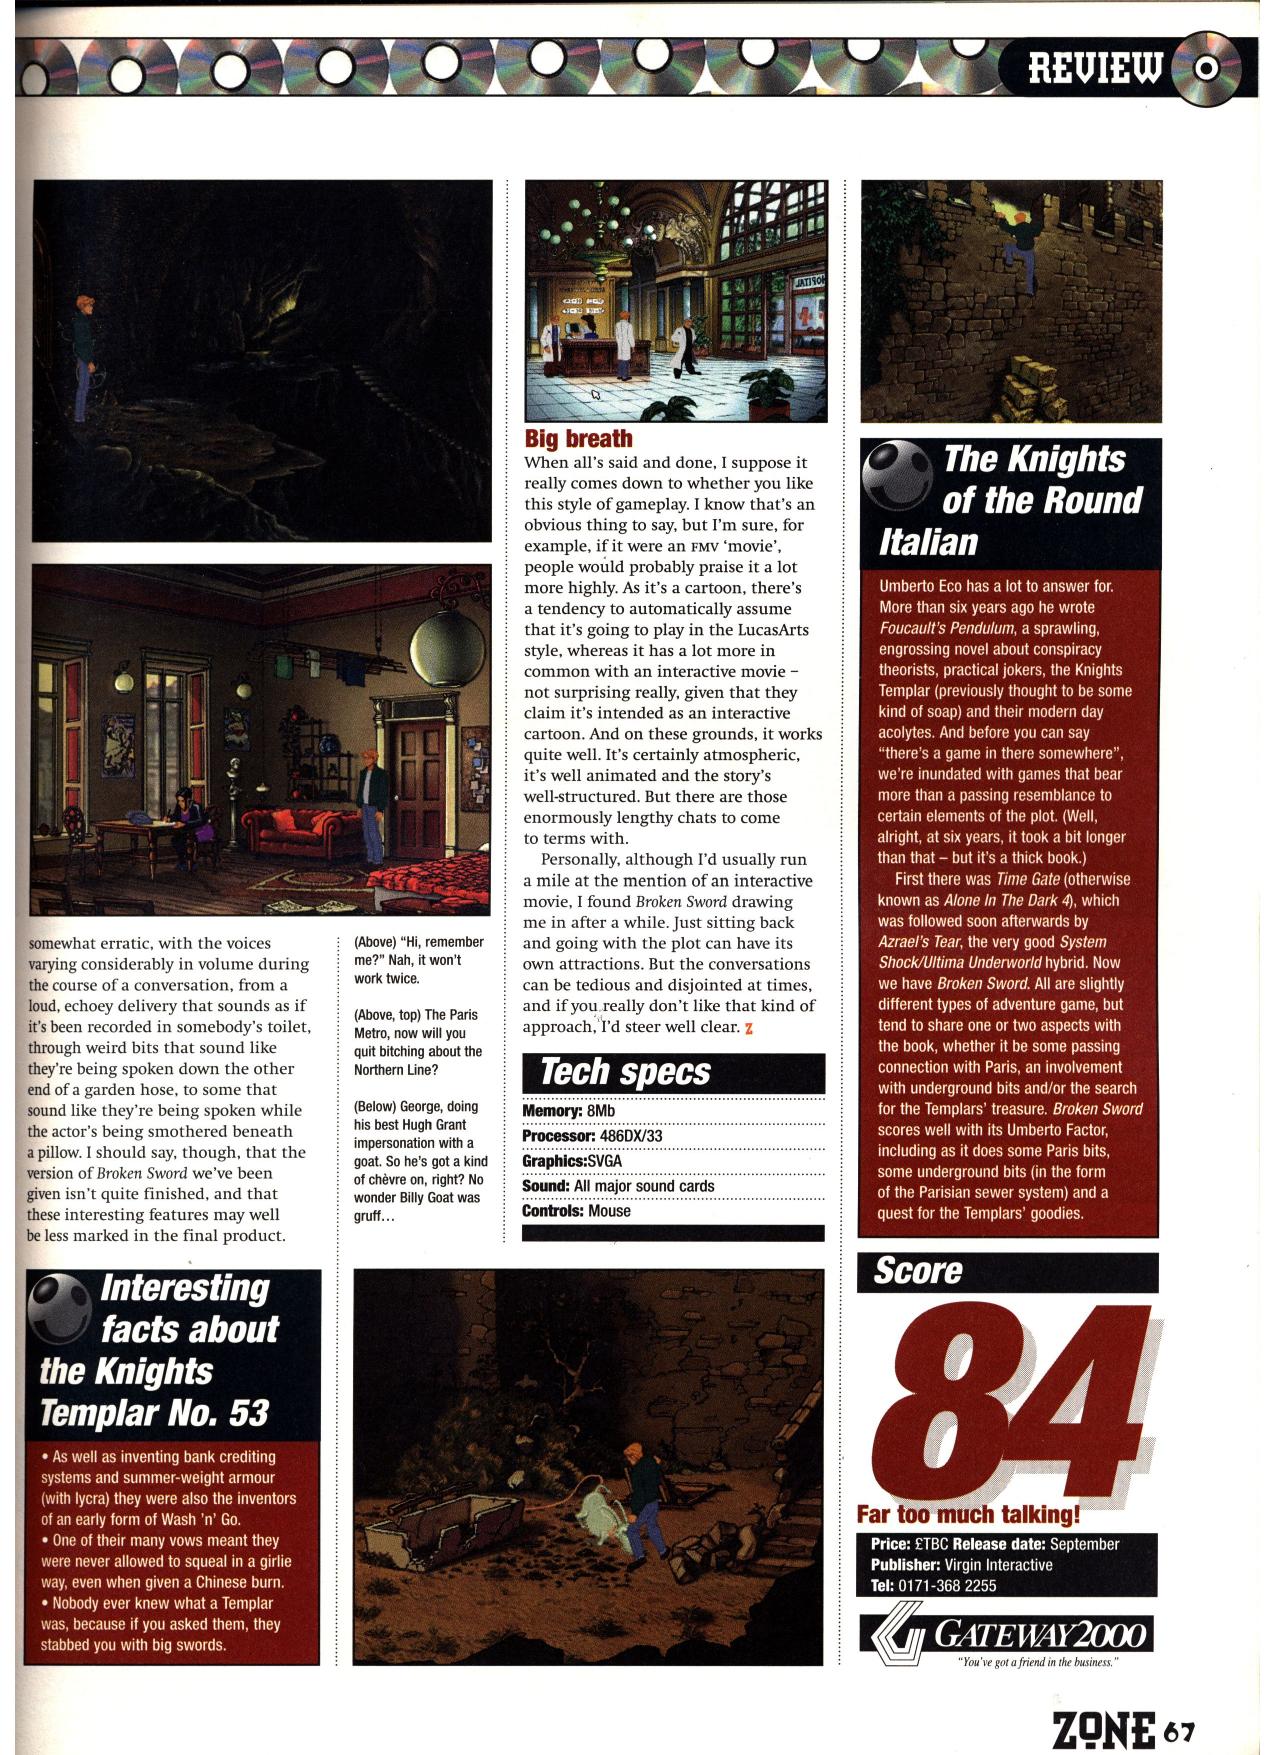 REVIEW
HOSPITAL
somewhat erratic, with the voices
varying considerably in volume during
the course of a conversation, from a
loud, echoey delivery that sounds as if
it's been recorded in somebody's toilet,
through weird bits that sound like
they're being spoken down the other
end of a garden hose, to some that
sound like they're being spoken while
the actor's being smothered beneath
a pillow. I should say, though, that the
version of Broken Sword we've been
given isn't quite finished, and that
these interesting features may well
be less marked in the final product.
Interesting
facts about
the Knights
Templar No. 53
• As well as inventing bank crediting
systems and summer-weight armour
(with lycra) they were also the inventors
of an early form of Wash 'n' Go.
• One of their many vows meant they
were never allowed to squeal in a girlie
way, even when given a Chinese burn.
• Nobody ever knew what a Templar
was, because if you asked them, they
stabbed you with big swords.
(Above) “Hi, remember
me?” Nah, it won't
work twice.
(Above, top) The Paris
Metro, now will you
quit bitching about the
Northern Line?
(Below) George, doing
his best Hugh Grant
impersonation with a
goat. So he's got a kind
of chèvre on, right? No
wonder Billy Goat was
gruff…
Big breath
When all's said and done, I suppose it
really comes down to whether you like
this style of gameplay. I know that's an
obvious thing to say, but I'm sure, for
example, if it were an FMV ‘movie’,
people would probably praise it a lot
more highly. As it's a cartoon, there's
a tendency to automatically assume
that it's going to play in the LucasArts
style, whereas it has a lot more in
common with an interactive movie –
not surprising really, given that they
claim it's intended as an interactive
cartoon. And on these grounds, it works
quite well. It's certainly atmospheric,
it's well animated and the story's
well-structured. But there are those
enormously lengthy chats to come
to terms with.
Personally, although I'd usually run
a mile at the mention of an interactive
movie, I found Broken Sword drawing
me in after a while. Just sitting back
and going with the plot can have its
own attractions. But the conversations
can be tedious and disjointed at times,
and if you really don't like that kind of
approach, I'd steer well clear. Z
Tech specs
Memory: 8Mb
Processor: 486DX/33
Graphics:SVGA
Sound: All major sound cards
Controls: Mouse
The Knights
of the Round
Italian
Umberto Eco has a lot to answer for.
More than six years ago he wrote
Foucault's Pendulum, a sprawling,
engrossing novel about conspiracy
theorists, practical jokers, the Knights
Templar (previously thought to be some
kind of soap) and their modern day
acolytes. And before you can say
“there's a game in there somewhere”,
we're inundated with games that bear
more than a passing resemblance to
certain elements of the plot. (Well,
alright, at six years, it took a bit longer
than that – but it's a thick book.)
First there was Time Gate (otherwise
known as Alone In The Dark 4), which
was followed soon afterwards by
Azrael's Tear, the very good System
Shock/Ultima Underworld hybrid. Now
we have Broken Sword. All are slightly
different types of adventure game, but
tend to share one or two aspects with
the book, whether it be some passing
connection with Paris, an involvement
with underground bits and/or the search
for the Templars' treasure. Broken Sword
scores well with its Umberto Factor,
including as it does some Paris bits,
some underground bits (in the form
of the Parisian sewer system) and a
quest for the Templars' goodies.
Score
84
Far too much talking!
Price: £TBC Release date: September
Publisher: Virgin Interactive
Tel: 0171-368 2255
GATEWAY2000
“You've got a friend in the business.”
ZONE 67